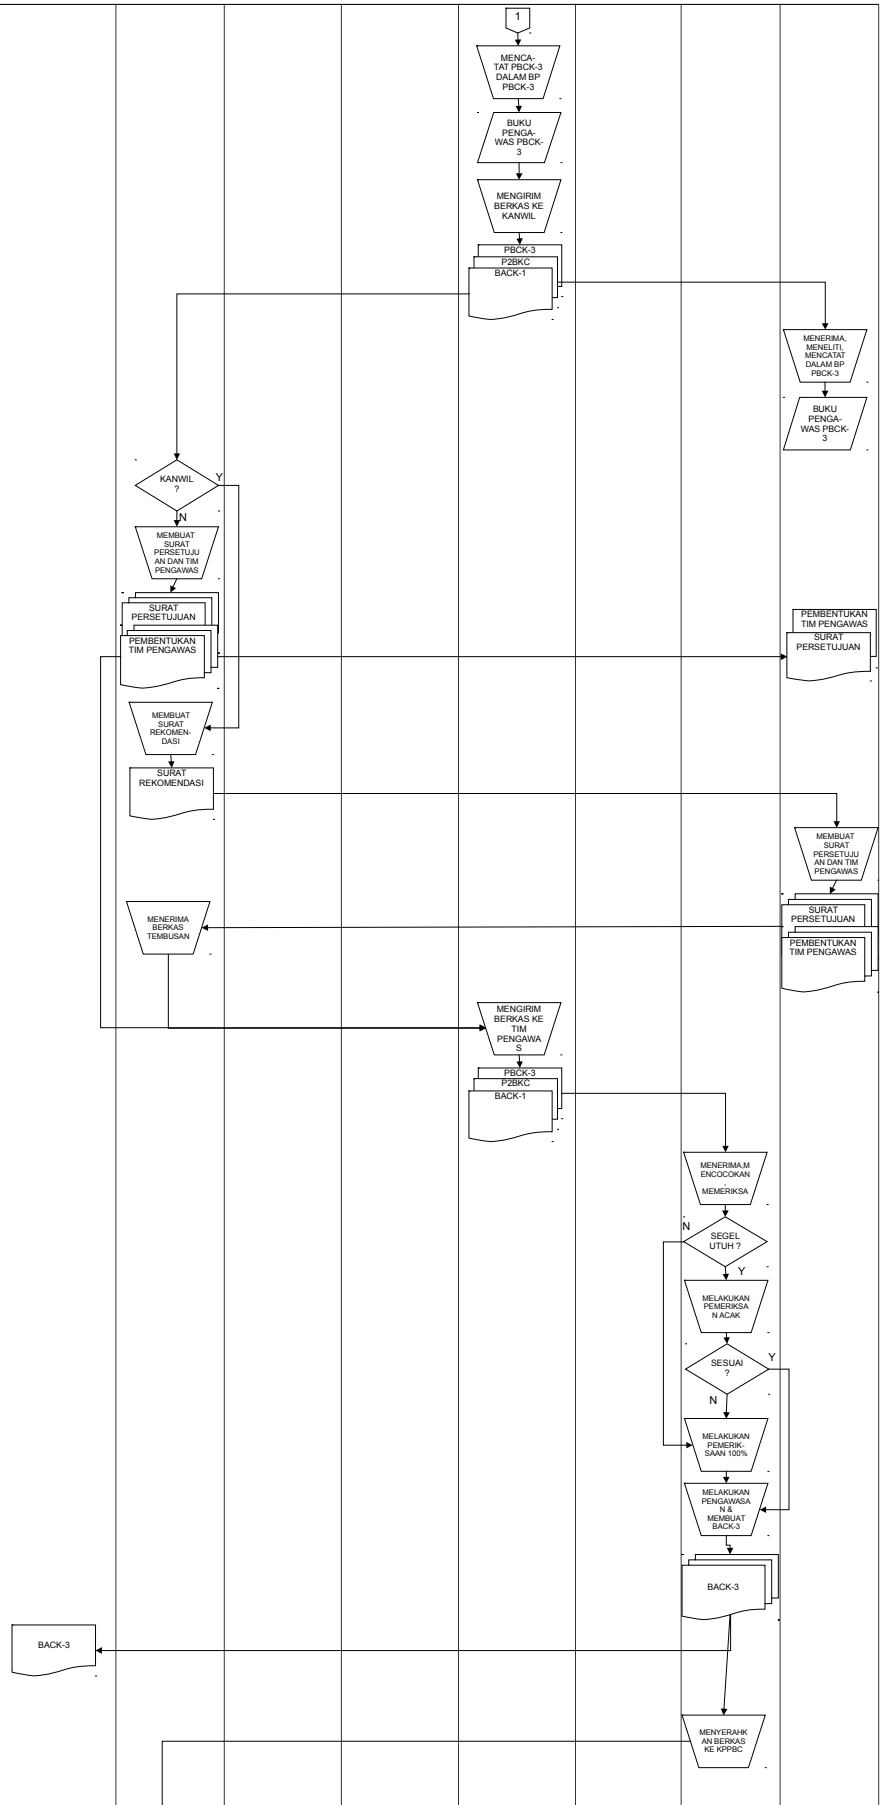 1
MENCA-
TAT PBCK-3
DALAM BP
PBCK-3
BUKU
PENGA-
WAS PBCK-
3
MENGIRIM
BERKAS KE
KANWIL
PBCK-3
P2BKC
BACK-1
MENERIMA,
MENELITI,
MENCATAT
DALAM BP
PBCK-3
BUKU
PENGA-
WAS PBCK-
3
KANWIL
?
Y
N
MEMBUAT
SURAT
PERSETUJU
AN DAN TIM
PENGAWAS
SURAT
PERSETUJUAN
PEMBENTUKAN
TIM PENGAWAS
PEMBENTUKAN
TIM PENGAWAS
SURAT
PERSETUJUAN
MEMBUAT
SURAT
REKOMEN-
DASI
SURAT
REKOMENDASI
MEMBUAT
SURAT
PERSETUJU
AN DAN TIM
PENGAWAS
SURAT
PERSETUJUAN
PEMBENTUKAN
TIM PENGAWAS
MENERIMA
BERKAS
TEMBUSAN
MENGIRIM
BERKAS KE
TIM
PENGAWA
S
PBCK-3
P2BKC
BACK-1
MENERIMA,M
ENCOCOKAN
,
MEMERIKSA
N
SEGEL
UTUH ?
Y
MELAKUKAN
PEMERIKSA
N ACAK
SESUAI
?
Y
N
MELAKUKAN
PEMERIK-
SAAN 100%
MELAKUKAN
PENGAWASA
N &
MEMBUAT
BACK-3
BACK-3
BACK-3
MENYERAHK
AN BERKAS
KE KPPBC